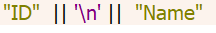 "ID" || '\n' || "Name"